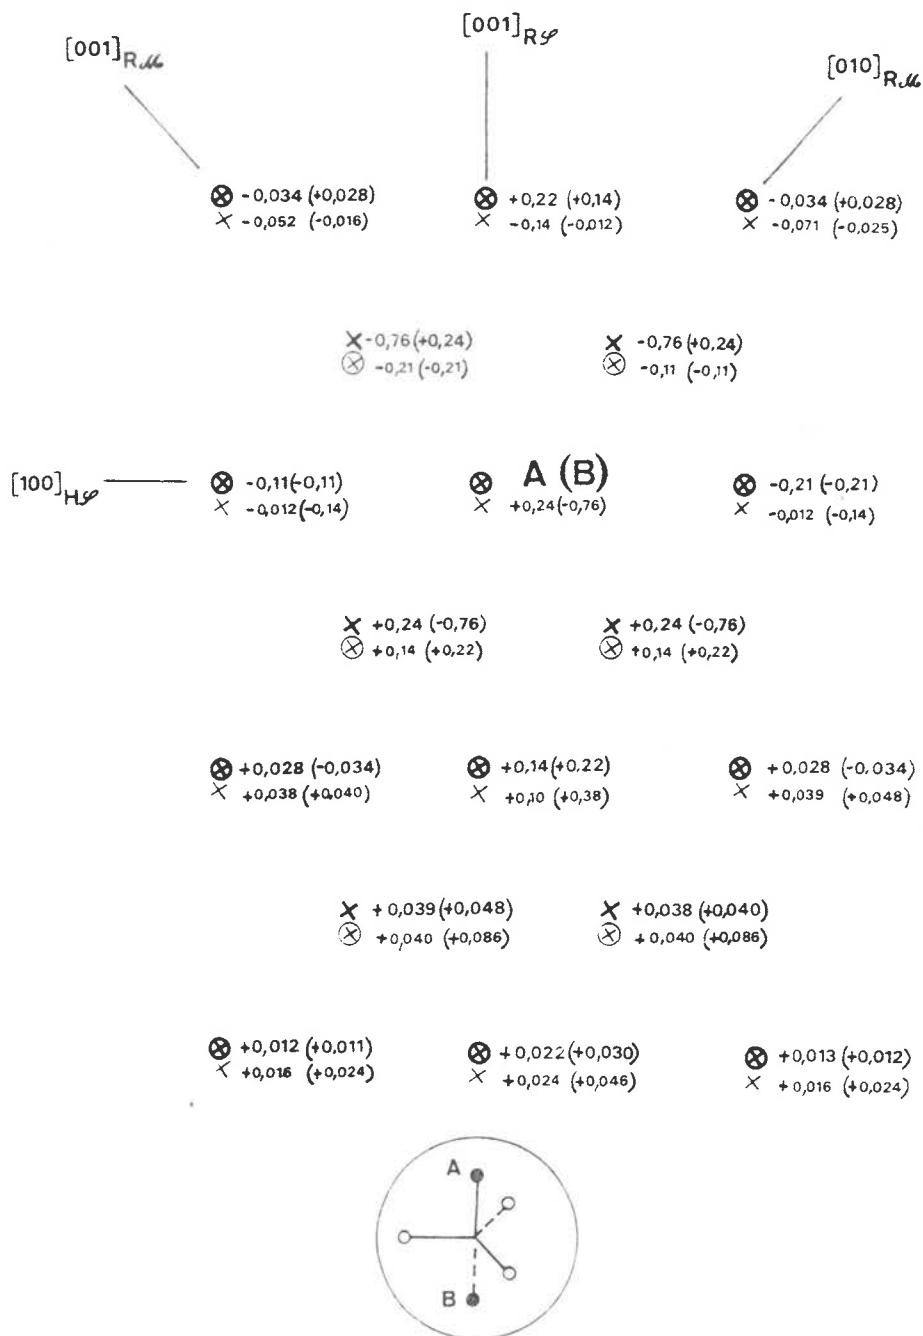 [001]R𝓜 [001]R𝒮 [010]R𝓜
⊗ -0,034 (+0,028) ⊗ +0,22 (+0,14) ⊗ -0,034 (+0,028)
× -0,052 (-0,016) × -0,14 (-0,012) × -0,071 (-0,025)
× -0,76 (+0,24) × -0,76 (+0,24)
⊗ -0,21 (-0,21) ⊗ -0,11 (-0,11)
[100]H𝒮 ⊗ -0,11 (-0,11) ⊗ A (B) ⊗ -0,21 (-0,21)
× -0,012 (-0,14) × +0,24 (-0,76) × -0,012 (-0,14)
× +0,24 (-0,76) × +0,24 (-0,76)
⊗ +0,14 (+0,22) ⊗ +0,14 (+0,22)
⊗ +0,028 (-0,034) ⊗ +0,14 (+0,22) ⊗ +0,028 (-0,034)
× +0,038 (+0,040) × +0,10 (+0,38) × +0,039 (+0,048)
× +0,039 (+0,048) × +0,038 (+0,040)
⊗ +0,040 (+0,086) ⊗ +0,040 (+0,086)
⊗ +0,012 (+0,011) ⊗ +0,022 (+0,030) ⊗ +0,013 (+0,012)
× +0,016 (+0,024) × +0,024 (+0,046) × +0,016 (+0,024)
A
B